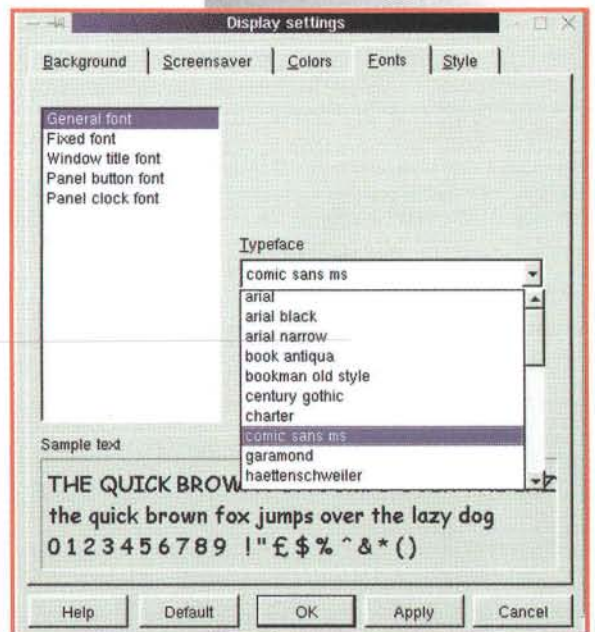 Display settings
Background Screensaver Colors Fonts Style
General font
Fixed font
Window title font
Panel button font
Panel clock font
Typeface
comic sans ms
arial
arial black
arial narrow
book antiqua
bookman old style
century gothic
charter
comic sans ms
garamond
haettenschweiler
Sample text
THE QUICK BROW
the quick brown fox jumps over the lazy dog
0123456789 !"£$%^&*()
Help Default OK Apply Cancel